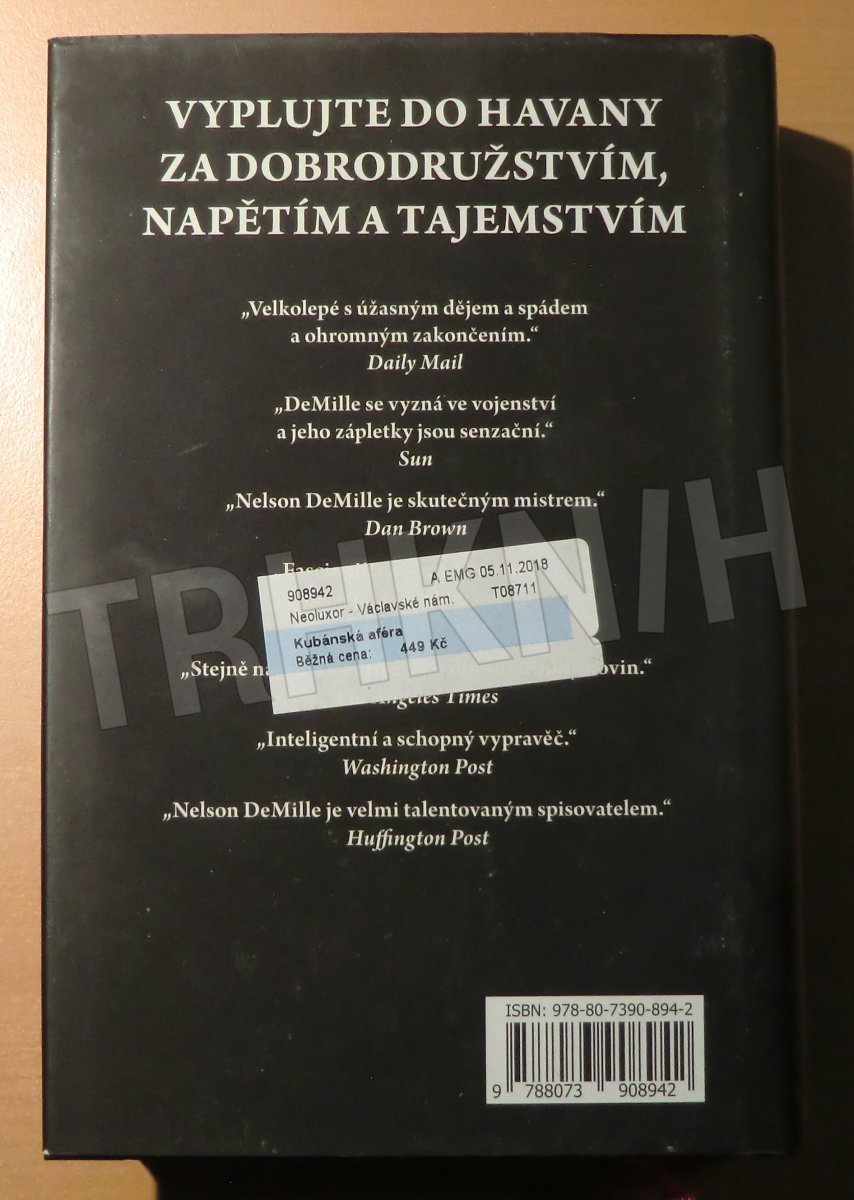 VYPLUJTE DO HAVANY
ZA DOBRODRUŽSTVÍM,
NAPĚTÍM A TAJEMSTVÍM
„Velkolepé s úžasným dějem a spádem
a ohromným zakončením.“
Daily Mail
„DeMille se vyzná ve vojenství
a jeho zápletky jsou senzační.“
Sun
„Nelson DeMille je skutečným mistrem.“
Dan Brown
908942 A EMG 05.11.2018
Neoluxor - Václavské nám. T08711
Kubánská aféra
Běžná cena: 449 Kč
„Stejně
Times
„Inteligentní a schopný vypravěč.“
Washington Post
„Nelson DeMille je velmi talentovaným spisovatelem.“
Huffington Post
ISBN: 978-80-7390-894-2
9 788073 908942
TRHKNIH